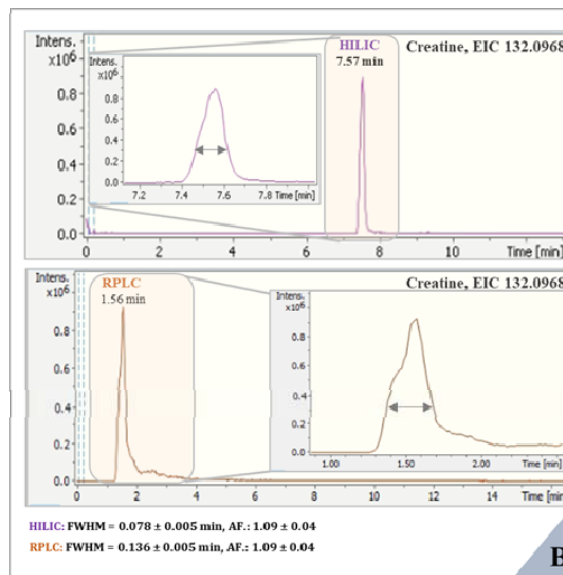 Intens.
x10⁶
HILIC
7.57 min
Creatine, EIC 132.0968
Intens.
x10⁶
0.8
0.6
0.4
0.2
0.0
7.2 7.4 7.6 7.8 Time [min]
0.8
0.6
0.4
0.2
0.0
0 2 4 6 8 10 Time [min]
Intens.
x10⁶
RPLC
1.56 min
Creatine, EIC 132.0968
0.8
0.6
0.4
0.2
0.0
Intens.
x10⁶
0.8
0.6
0.4
0.2
0.0
1.00 1.50 2.00 Time [min]
2 4 6 8 10 12 14 Time [min]
HILIC: FWHM = 0.078 ± 0.005 min, AF.: 1.09 ± 0.04
RPLC: FWHM = 0.136 ± 0.005 min, AF.: 1.09 ± 0.04
B